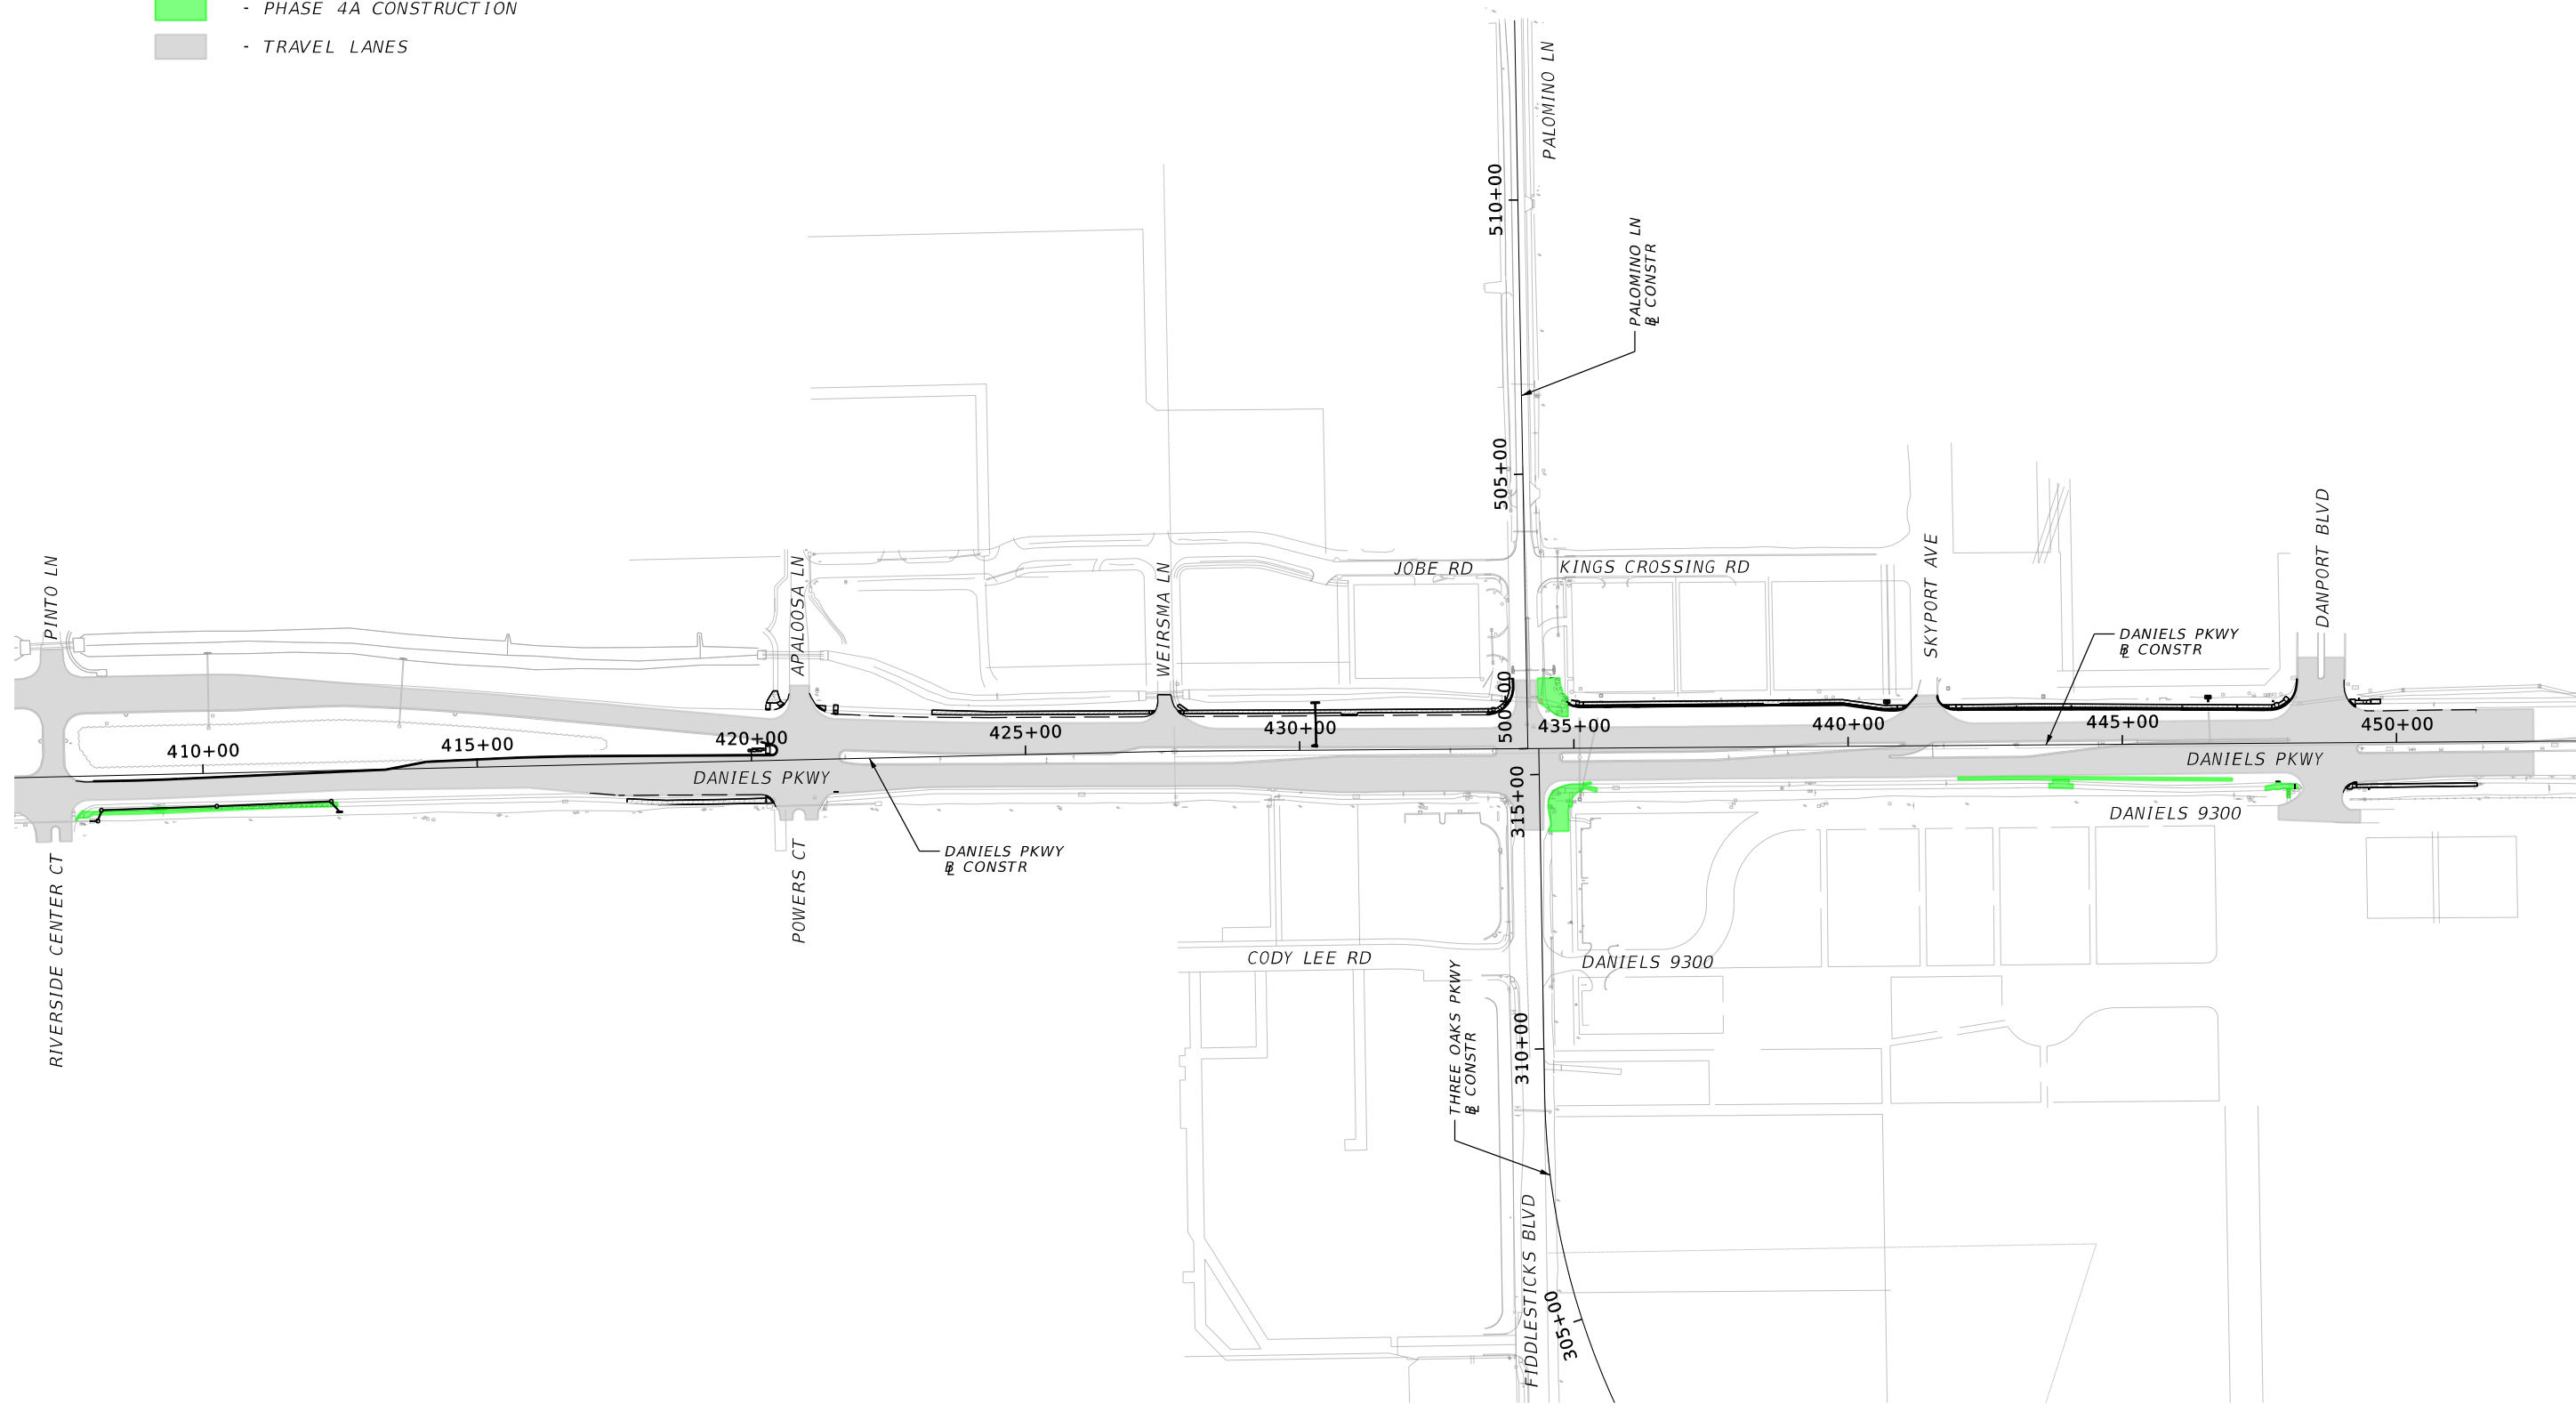 - PHASE 4A CONSTRUCTION
- TRAVEL LANES
PALOMINO LN
510+00
PALOMINO LN
BL CONSTR
505+00
PINTO LN
APALOOSA LN
WEIRSMA LN
JOBE RD
KINGS CROSSING RD
SKYPORT AVE
DANPORT BLVD
DANIELS PKWY
BL CONSTR
500+00
410+00
415+00
420+00
425+00
430+00
435+00
440+00
445+00
450+00
DANIELS PKWY
DANIELS PKWY
315+00
DANIELS 9300
DANIELS PKWY
BL CONSTR
RIVERSIDE CENTER CT
POWERS CT
CODY LEE RD
DANIELS 9300
THREE OAKS PKWY
BL CONSTR
310+00
FIDDLESTICKS BLVD
305+00